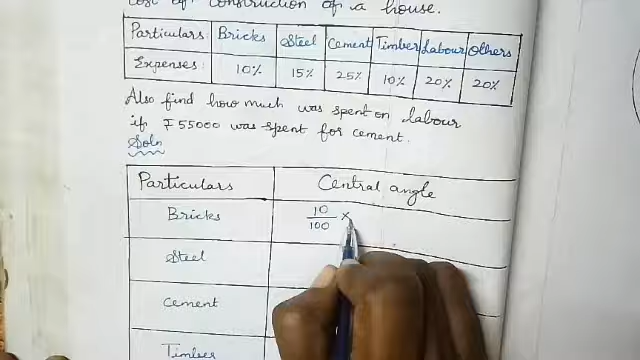 cost of construction of a house.
Particulars Bricks Steel Cement Timber Labour Others
Expenses 10% 15% 25% 10% 20% 20%
Also find how much was spent on Labour
if ₹55000 was spent for cement.
Soln
Particulars Central angle
Bricks 10/100 ×
Steel
Cement
Timber